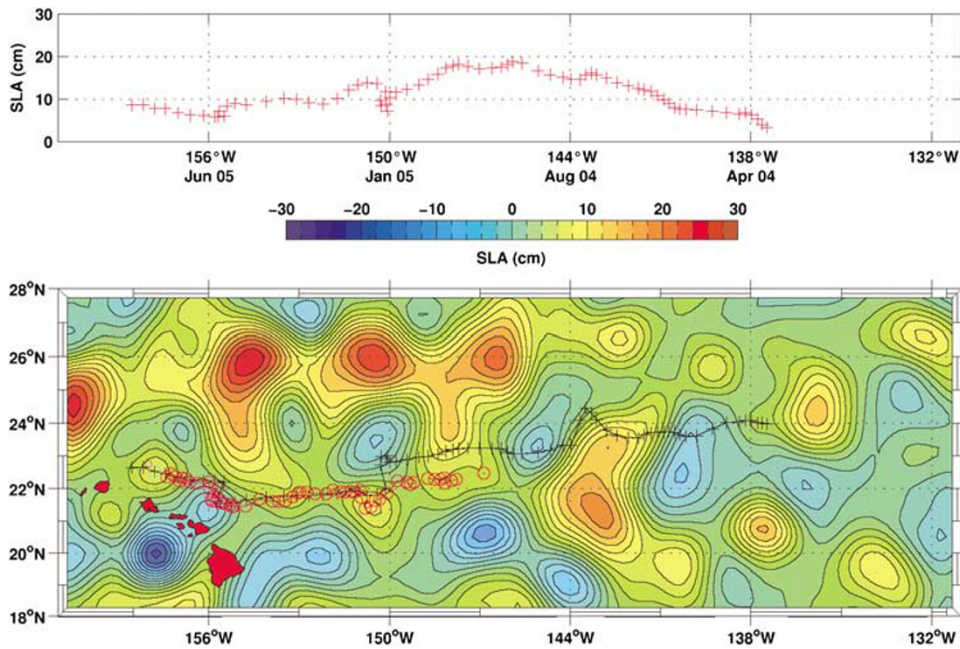 30
20
10
0
SLA (cm)
156°W 150°W 144°W 138°W 132°W
Jun 05 Jan 05 Aug 04 Apr 04
−30 −20 −10 0 10 20 30
SLA (cm)
28°N
26°N
24°N
22°N
20°N
18°N
156°W 150°W 144°W 138°W 132°W